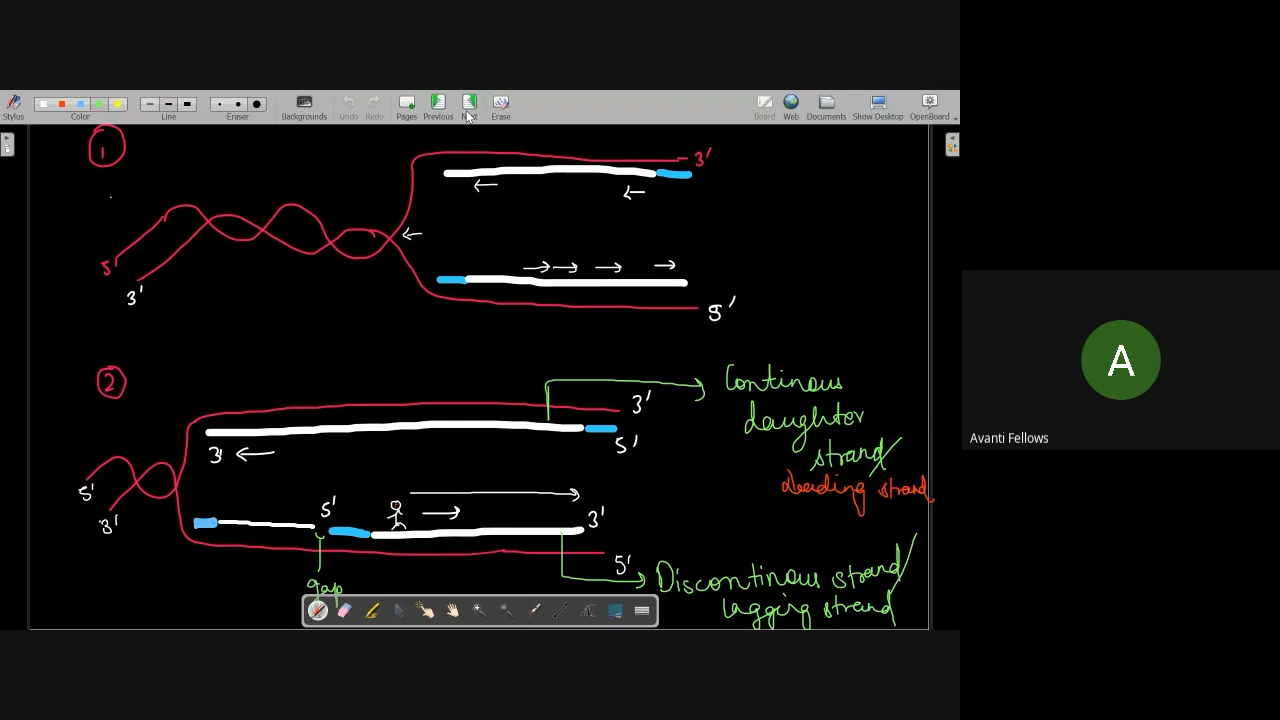 Stylus
Color
Line
Eraser
Backgrounds
Undo
Redo
Pages
Previous
Next
Erase
Board
Web
Documents
Show Desktop
OpenBoard
1
3'
5'
3'
5'
2
3'
Continous
daughter
strand/
Leading strand
5'
3'
5'
3'
5'
3'
5'
gap
Discontinous strand/
lagging strand
A
Avanti Fellows